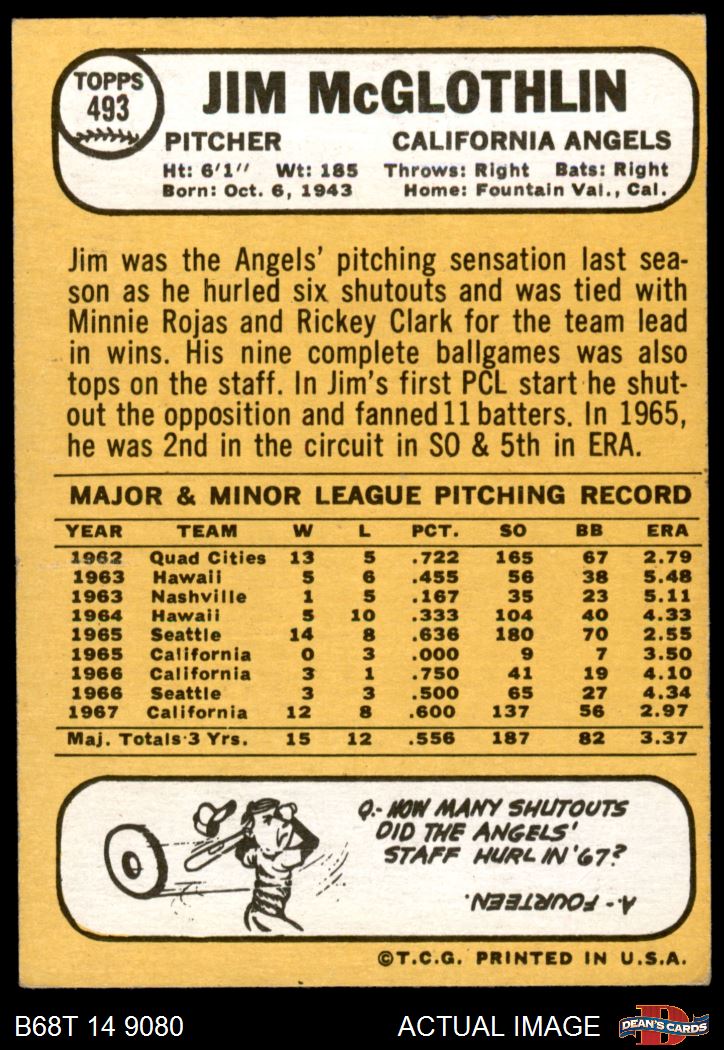 TOPPS
493
JIM McGLOTHLIN
PITCHER CALIFORNIA ANGELS
Ht: 6'1" Wt: 185 Throws: Right Bats: Right
Born: Oct. 6, 1943 Home: Fountain Val., Cal.
Jim was the Angels' pitching sensation last sea-
son as he hurled six shutouts and was tied with
Minnie Rojas and Rickey Clark for the team lead
in wins. His nine complete ballgames was also
tops on the staff. In Jim's first PCL start he shut-
out the opposition and fanned 11 batters. In 1965,
he was 2nd in the circuit in SO & 5th in ERA.
MAJOR & MINOR LEAGUE PITCHING RECORD
YEAR TEAM W L PCT. SO BB ERA
1962 Quad Cities 13 5 .722 165 67 2.79
1963 Hawaii 5 6 .455 56 38 5.48
1963 Nashville 1 5 .167 35 23 5.11
1964 Hawaii 5 10 .333 104 40 4.33
1965 Seattle 14 8 .636 180 70 2.55
1965 California 0 3 .000 9 7 3.50
1966 California 3 1 .750 41 19 4.10
1966 Seattle 3 3 .500 65 27 4.34
1967 California 12 8 .600 137 56 2.97
Maj. Totals 3 Yrs. 15 12 .556 187 82 3.37
Q.- HOW MANY SHUTOUTS
DID THE ANGELS'
STAFF HURL IN '67?
A.- FOURTEEN.
©T.C.G. PRINTED IN U.S.A.
B68T 14 9080 ACTUAL IMAGE
D
DEAN'S CARDS